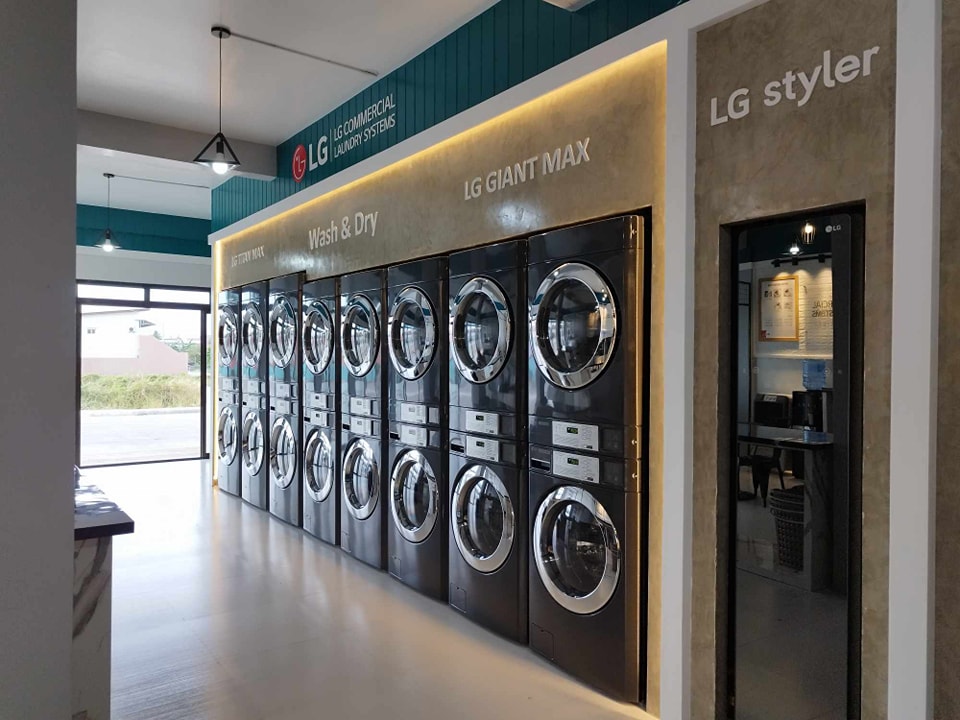 LG
LG COMMERCIAL
LAUNDRY SYSTEMS
LG TITAN MAX
Wash & Dry
LG GIANT MAX
LG styler
LG